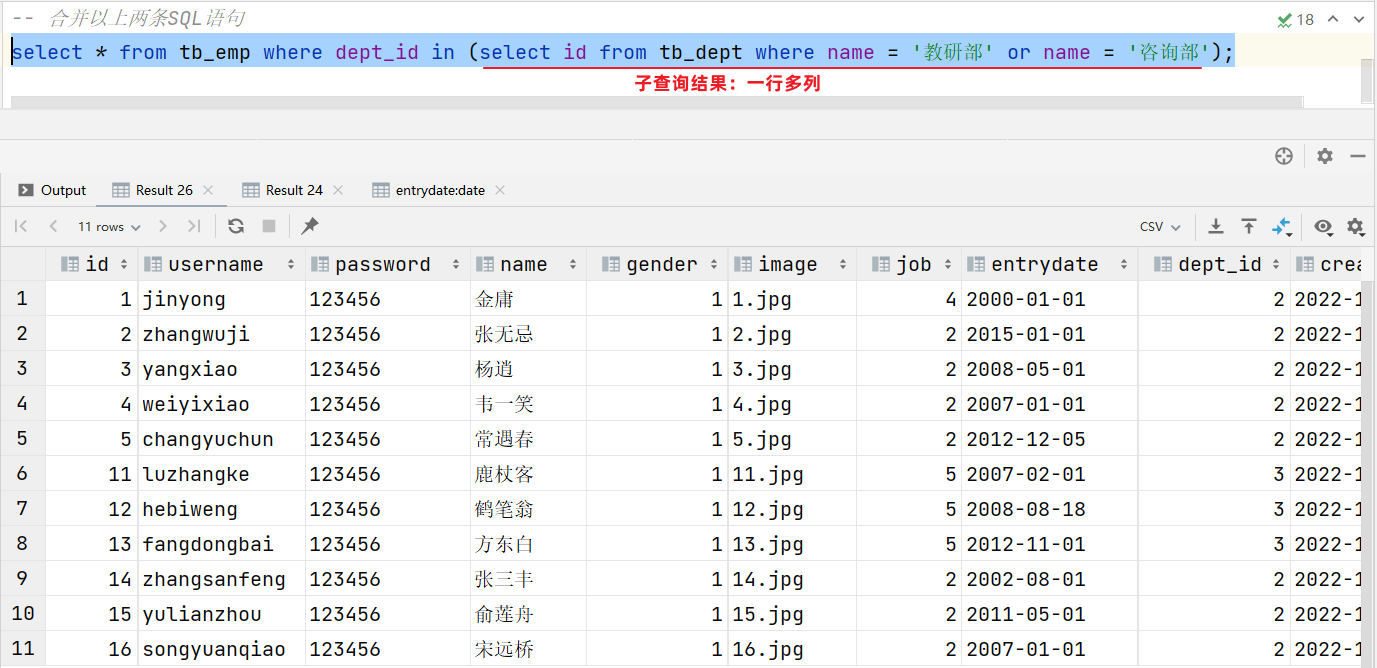 -- 合并以上两条SQL语句
18
select * from tb_emp where dept_id in (select id from tb_dept where name = '教研部' or name = '咨询部');
子查询结果：一行多列
Output Result 26 Result 24 entrydate:date
11 rows CSV
id username password name gender image job entrydate dept_id crea
1 1 jinyong 123456 金庸 1 1.jpg 4 2000-01-01 2 2022-1
2 2 zhangwuji 123456 张无忌 1 2.jpg 2 2015-01-01 2 2022-1
3 3 yangxiao 123456 杨逍 1 3.jpg 2 2008-05-01 2 2022-1
4 4 weiyixiao 123456 韦一笑 1 4.jpg 2 2007-01-01 2 2022-1
5 5 changyuchun 123456 常遇春 1 5.jpg 2 2012-12-05 2 2022-1
6 11 luzhangke 123456 鹿杖客 1 11.jpg 5 2007-02-01 3 2022-1
7 12 hebiweng 123456 鹤笔翁 1 12.jpg 5 2008-08-18 3 2022-1
8 13 fangdongbai 123456 方东白 1 13.jpg 5 2012-11-01 3 2022-1
9 14 zhangsanfeng 123456 张三丰 1 14.jpg 2 2002-08-01 2 2022-1
10 15 yulianzhou 123456 俞莲舟 1 15.jpg 2 2011-05-01 2 2022-1
11 16 songyuanqiao 123456 宋远桥 1 16.jpg 2 2007-01-01 2 2022-1